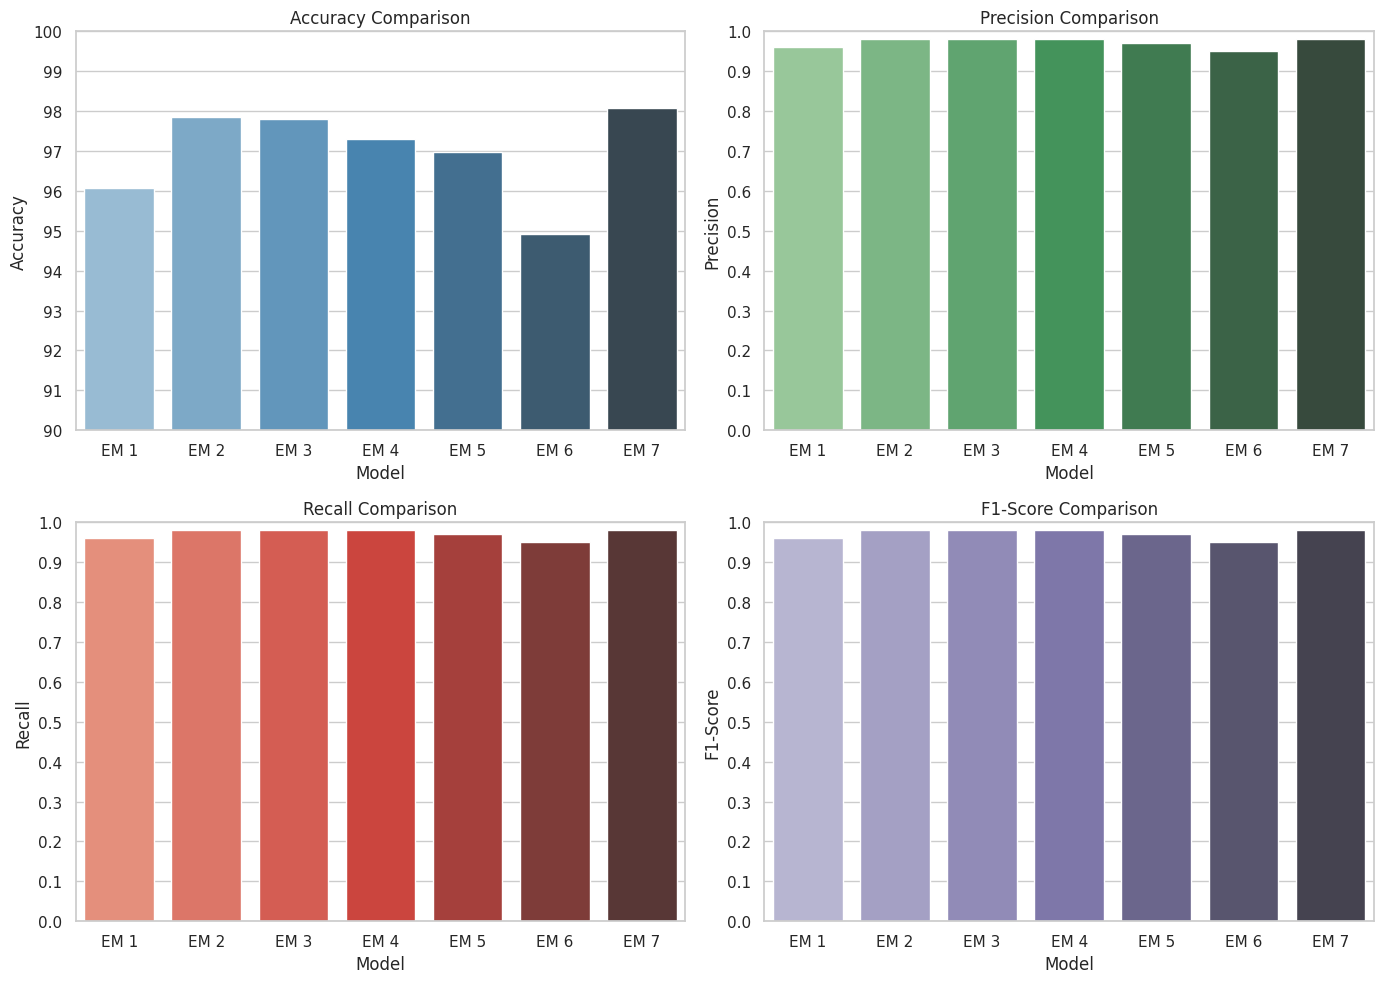 Accuracy Comparison
100
99
98
97
96
95
94
93
92
91
90
Accuracy
EM 1 EM 2 EM 3 EM 4 EM 5 EM 6 EM 7
Model
Precision Comparison
1.0
0.9
0.8
0.7
0.6
0.5
0.4
0.3
0.2
0.1
0.0
Precision
EM 1 EM 2 EM 3 EM 4 EM 5 EM 6 EM 7
Model
Recall Comparison
1.0
0.9
0.8
0.7
0.6
0.5
0.4
0.3
0.2
0.1
0.0
Recall
EM 1 EM 2 EM 3 EM 4 EM 5 EM 6 EM 7
Model
F1-Score Comparison
1.0
0.9
0.8
0.7
0.6
0.5
0.4
0.3
0.2
0.1
0.0
F1-Score
EM 1 EM 2 EM 3 EM 4 EM 5 EM 6 EM 7
Model